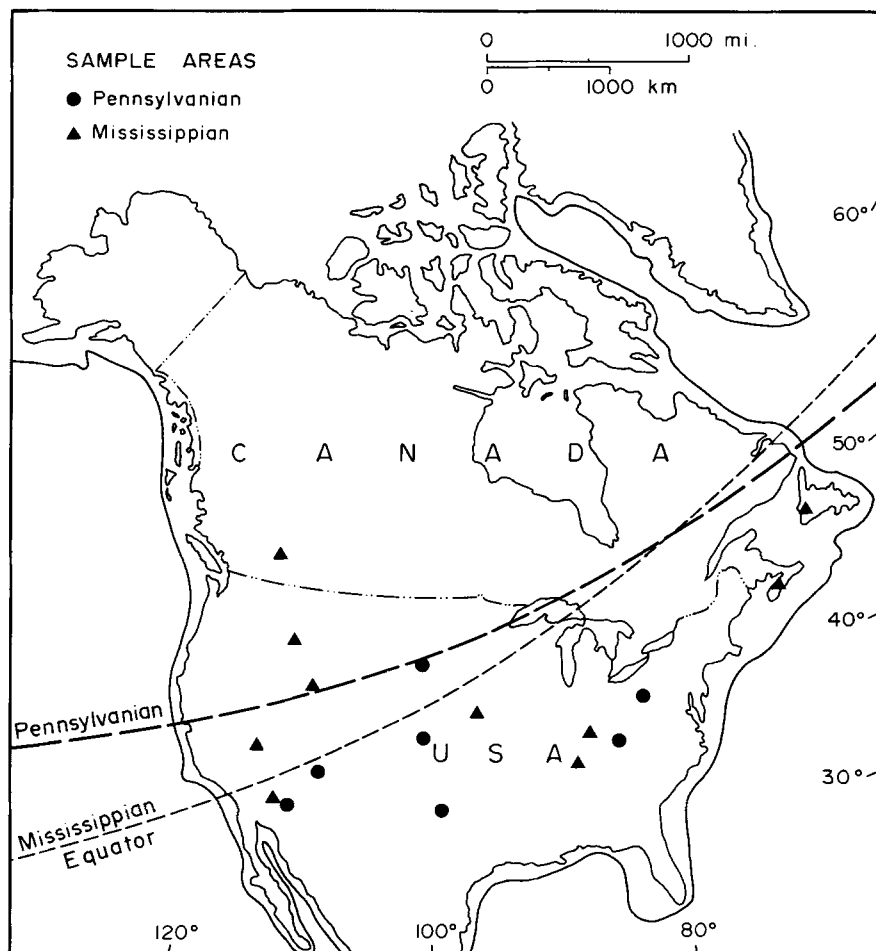 0 1000 mi.
0 1000 km
SAMPLE AREAS
● Pennsylvanian
▲ Mississippian
60°
50°
C A N A D A
40°
Pennsylvanian
U S A
30°
Mississippian
Equator
120° 100° 80°